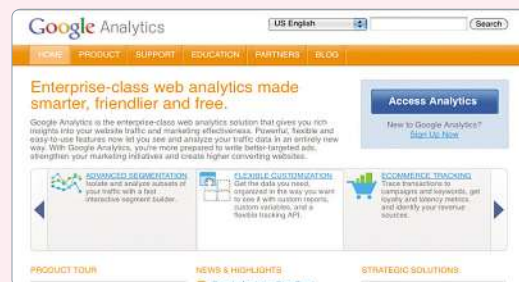 Google Analytics
US English
Search
HOME PRODUCT SUPPORT EDUCATION PARTNERS BLOG
Enterprise-class web analytics made
smarter, friendlier and free.
Google Analytics is the enterprise-class web analytics solution that gives you rich
insights into your website traffic and marketing effectiveness. Powerful, flexible and
easy-to-use features now let you see and analyze your traffic data in an entirely new
way. With Google Analytics, you're more prepared to write better-targeted ads,
strengthen your marketing initiatives and create higher converting websites.
Access Analytics
New to Google Analytics?
Sign Up Now
ADVANCED SEGMENTATION
Isolate and analyze subsets of
your traffic with a fast
interactive segment builder.
FLEXIBLE CUSTOMIZATION
Get the data you need,
organized in the way you want
to see it with custom reports,
custom variables, and a
flexible tracking API.
ECOMMERCE TRACKING
Trace transactions to
campaigns and keywords, get
loyalty and latency metrics,
and identify your revenue
sources.
PRODUCT TOUR
NEWS & HIGHLIGHTS
STRATEGIC SOLUTIONS: